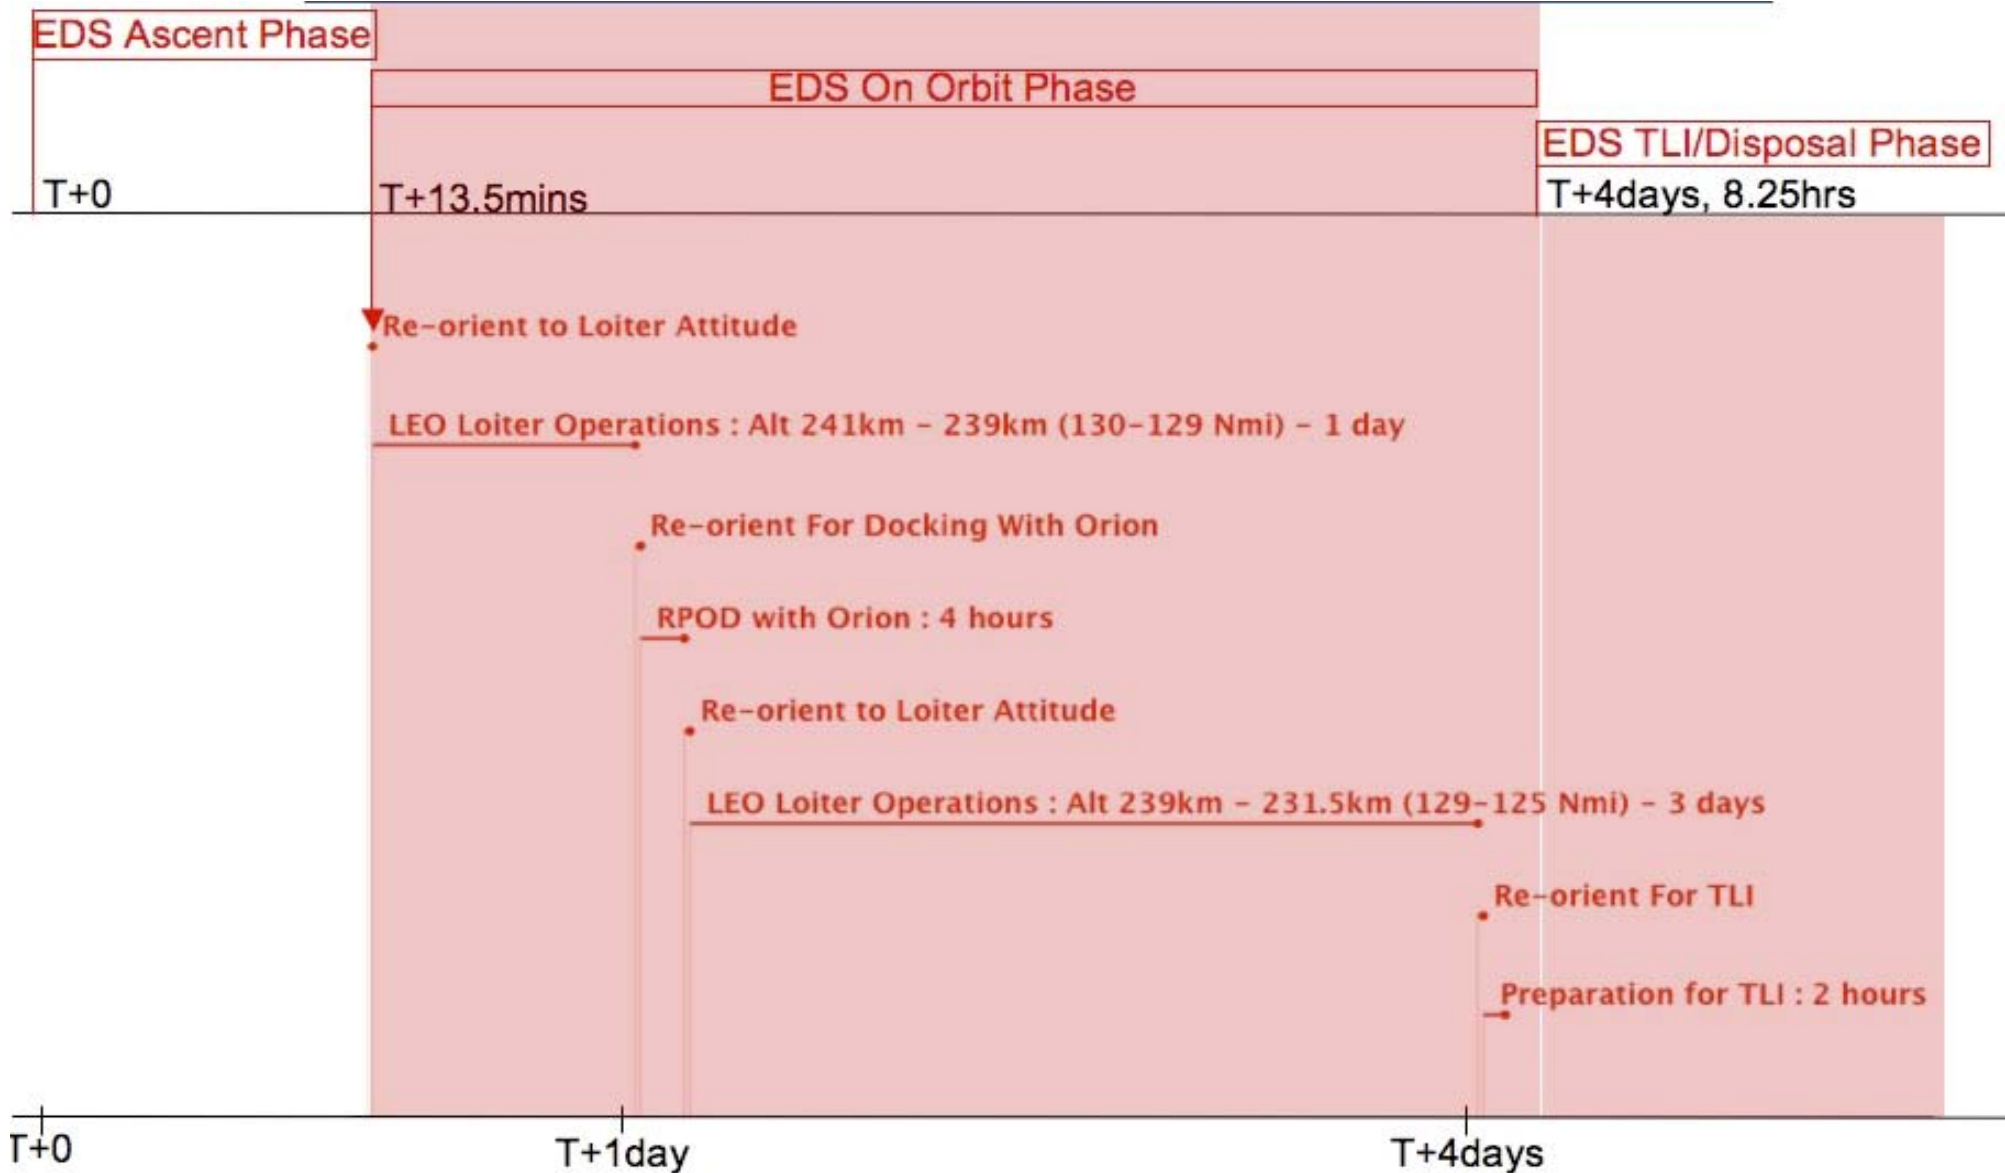 EDS Ascent Phase
EDS On Orbit Phase
EDS TLI/Disposal Phase
T+0
T+13.5mins
T+4days, 8.25hrs
Re-orient to Loiter Attitude
LEO Loiter Operations : Alt 241km - 239km (130-129 Nmi) - 1 day
Re-orient For Docking With Orion
RPOD with Orion : 4 hours
Re-orient to Loiter Attitude
LEO Loiter Operations : Alt 239km - 231.5km (129-125 Nmi) - 3 days
Re-orient For TLI
Preparation for TLI : 2 hours
T+0
T+1day
T+4days